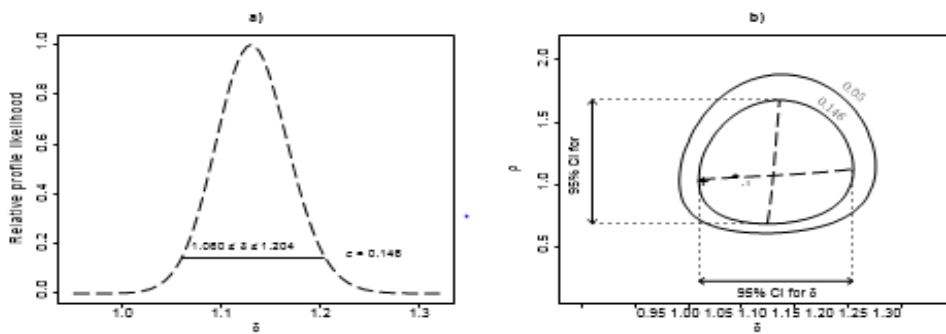 a)
Relative profile likelihood
1.0
0.8
0.6
0.4
0.2
0.0
1.060 ≤ δ ≤ 1.204
c = 0.146
1.0 1.1 1.2 1.3
δ
b)
ρ
2.0
1.5
1.0
0.5
95% CI for
0.05
0.146
95% CI for δ
0.95 1.00 1.05 1.10 1.15 1.20 1.25 1.30
δ